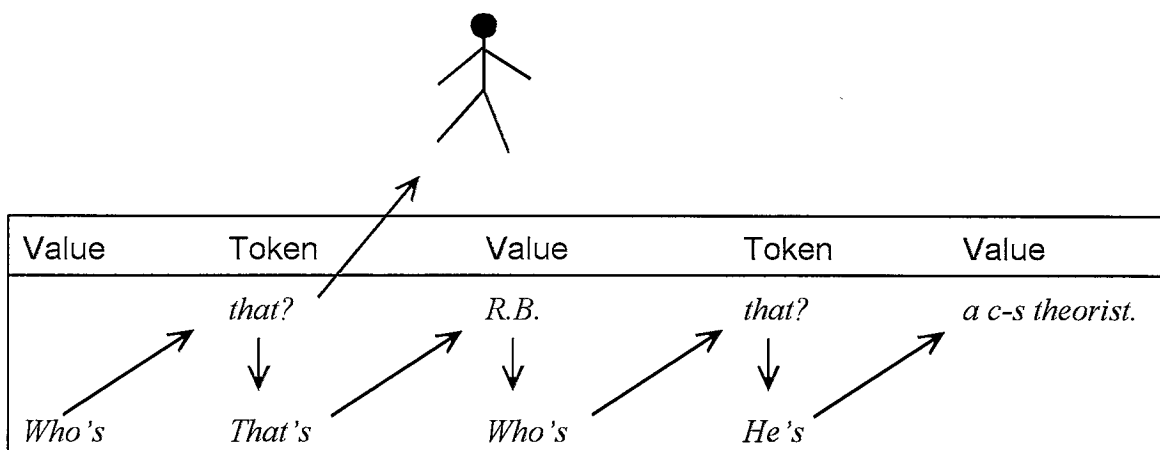 Value Token Value Token Value
that? R.B. that? a c-s theorist.
Who's That's Who's He's